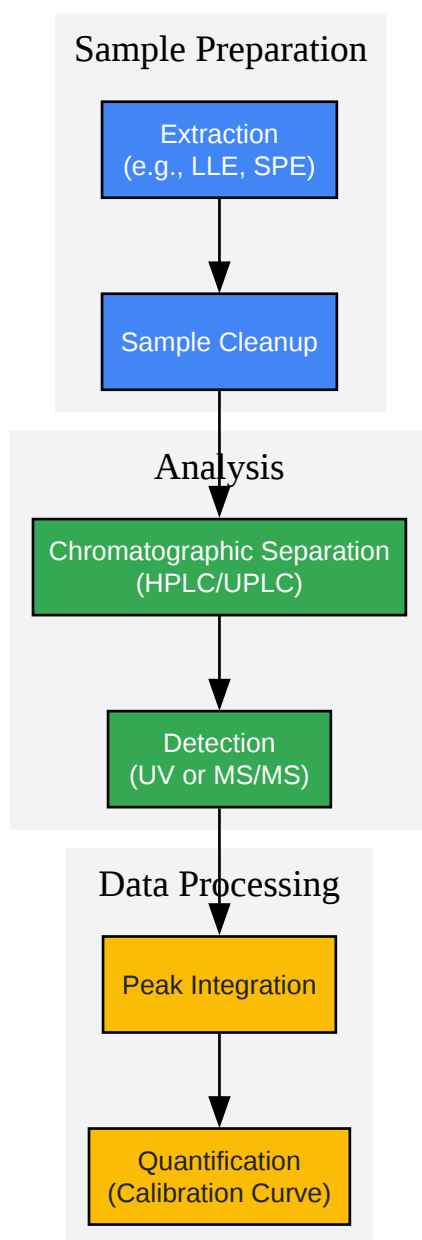 Sample Preparation
Extraction
(e.g., LLE, SPE)
Sample Cleanup
Analysis
Chromatographic Separation
(HPLC/UPLC)
Detection
(UV or MS/MS)
Data Processing
Peak Integration
Quantification
(Calibration Curve)